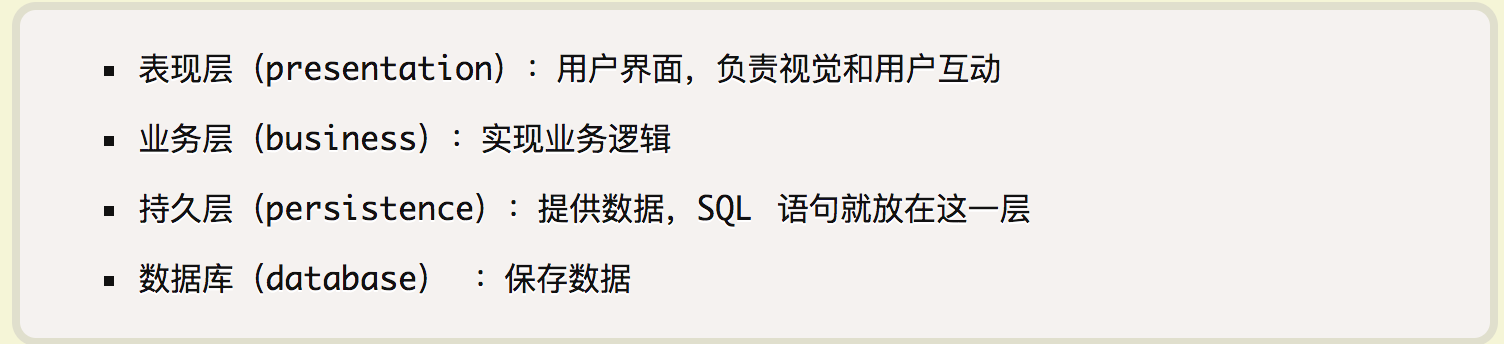 ▪ 表现层（presentation）：用户界面，负责视觉和用户互动
▪ 业务层（business）：实现业务逻辑
▪ 持久层（persistence）：提供数据，SQL 语句就放在这一层
▪ 数据库（database） ：保存数据